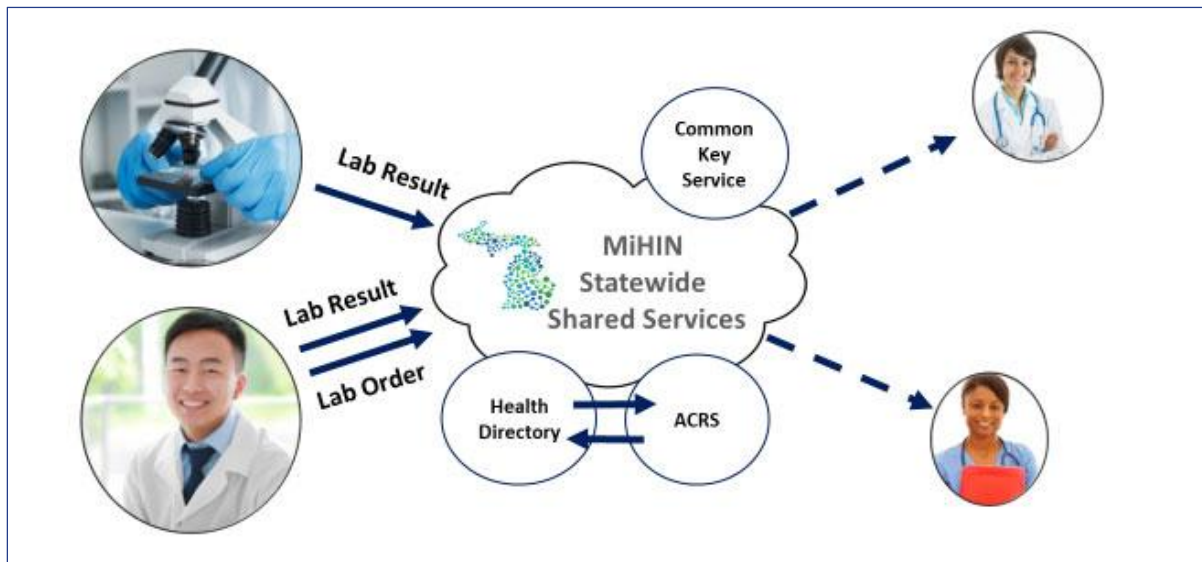 Lab Result
Common
Key
Service
MiHIN
Statewide
Shared Services
Lab Result
Lab Order
Health
Directory
ACRS